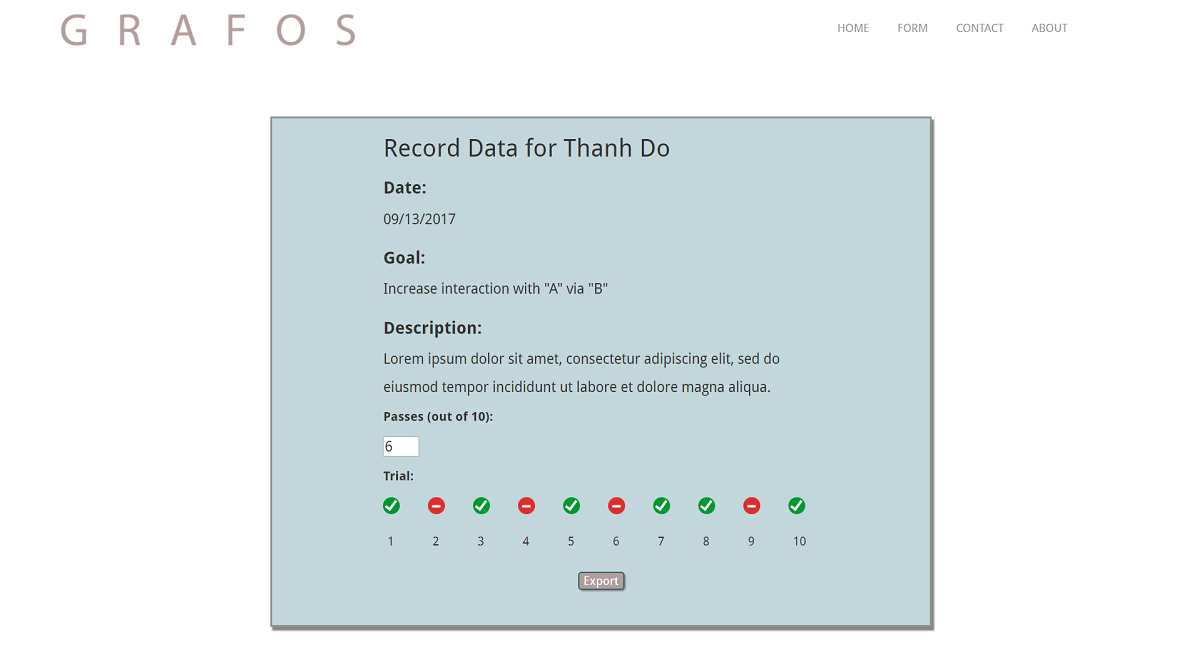 GRAFOS
HOME FORM CONTACT ABOUT
Record Data for Thanh Do
Date:
09/13/2017
Goal:
Increase interaction with "A" via "B"
Description:
Lorem ipsum dolor sit amet, consectetur adipiscing elit, sed do
eiusmod tempor incididunt ut labore et dolore magna aliqua.
Passes (out of 10):
6
Trial:
1 2 3 4 5 6 7 8 9 10
Export